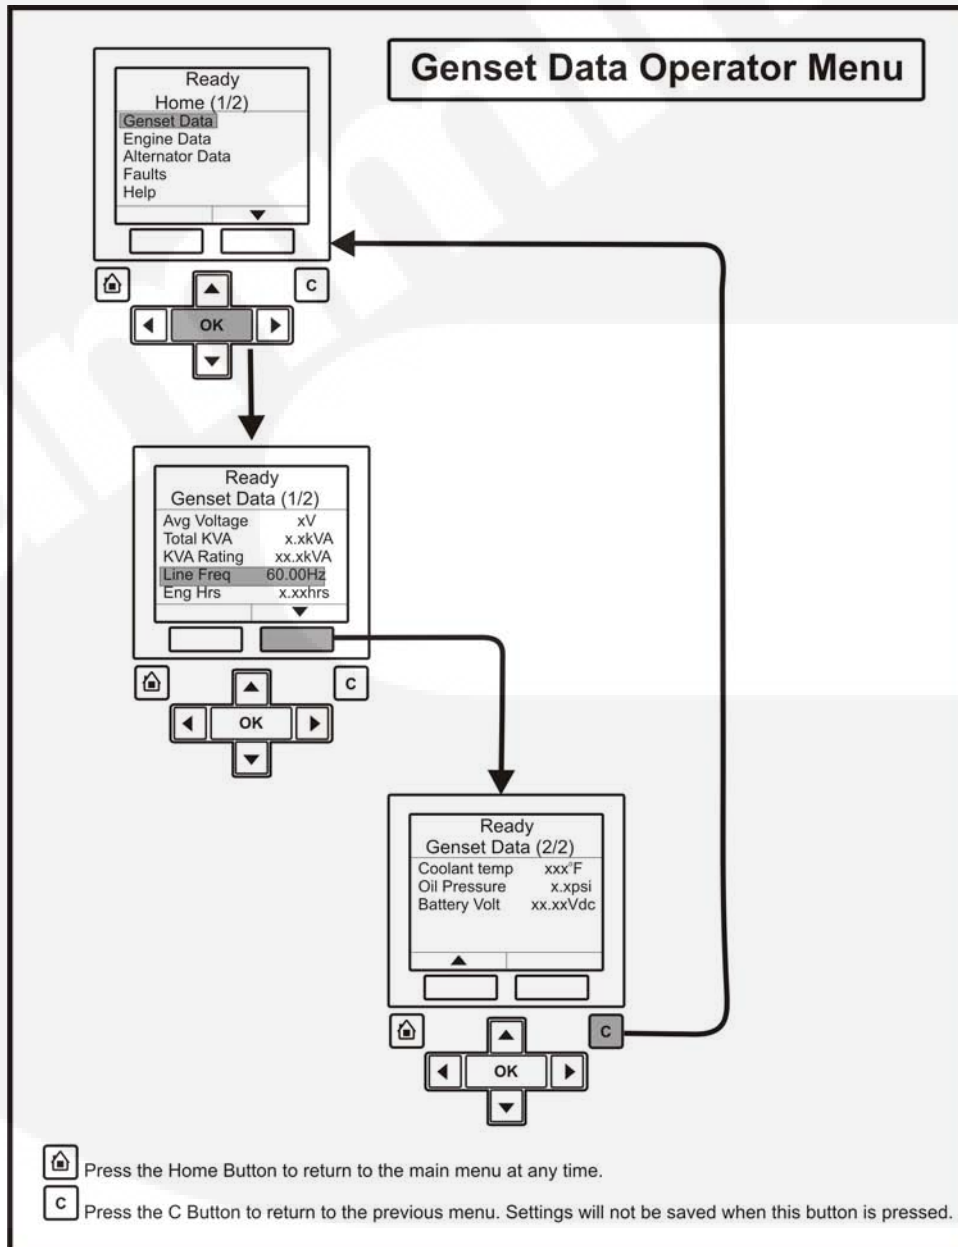 Genset Data Operator Menu
Ready
Home (1/2)
Genset Data
Engine Data
Alternator Data
Faults
Help
C
OK
Ready
Genset Data (1/2)
Avg Voltage xV
Total KVA x.xkVA
KVA Rating xx.xkVA
Line Freq 60.00Hz
Eng Hrs x.xxhrs
C
OK
Ready
Genset Data (2/2)
Coolant temp xxx°F
Oil Pressure x.xpsi
Battery Volt xx.xxVdc
C
OK
Press the Home Button to return to the main menu at any time.
C Press the C Button to return to the previous menu. Settings will not be saved when this button is pressed.